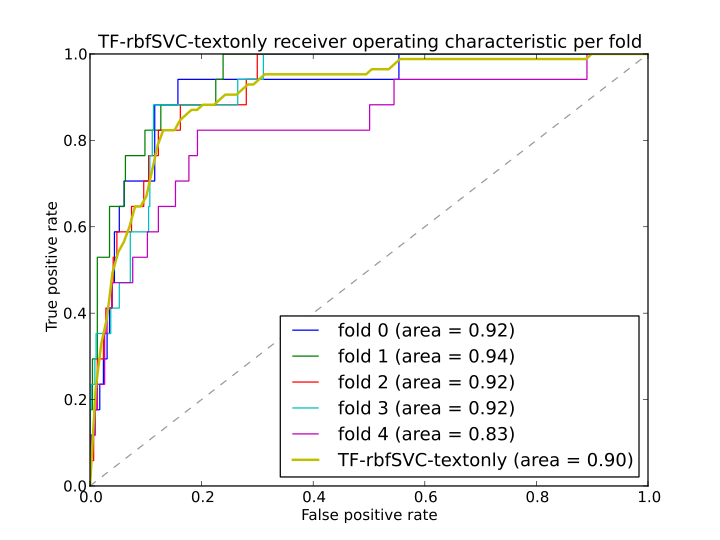 TF-rbfSVC-textonly receiver operating characteristic per fold
1.0
0.8
0.6
0.4
0.2
0.0
True positive rate
fold 0 (area = 0.92)
fold 1 (area = 0.94)
fold 2 (area = 0.92)
fold 3 (area = 0.92)
fold 4 (area = 0.83)
TF-rbfSVC-textonly (area = 0.90)
0.0 0.2 0.4 0.6 0.8 1.0
False positive rate